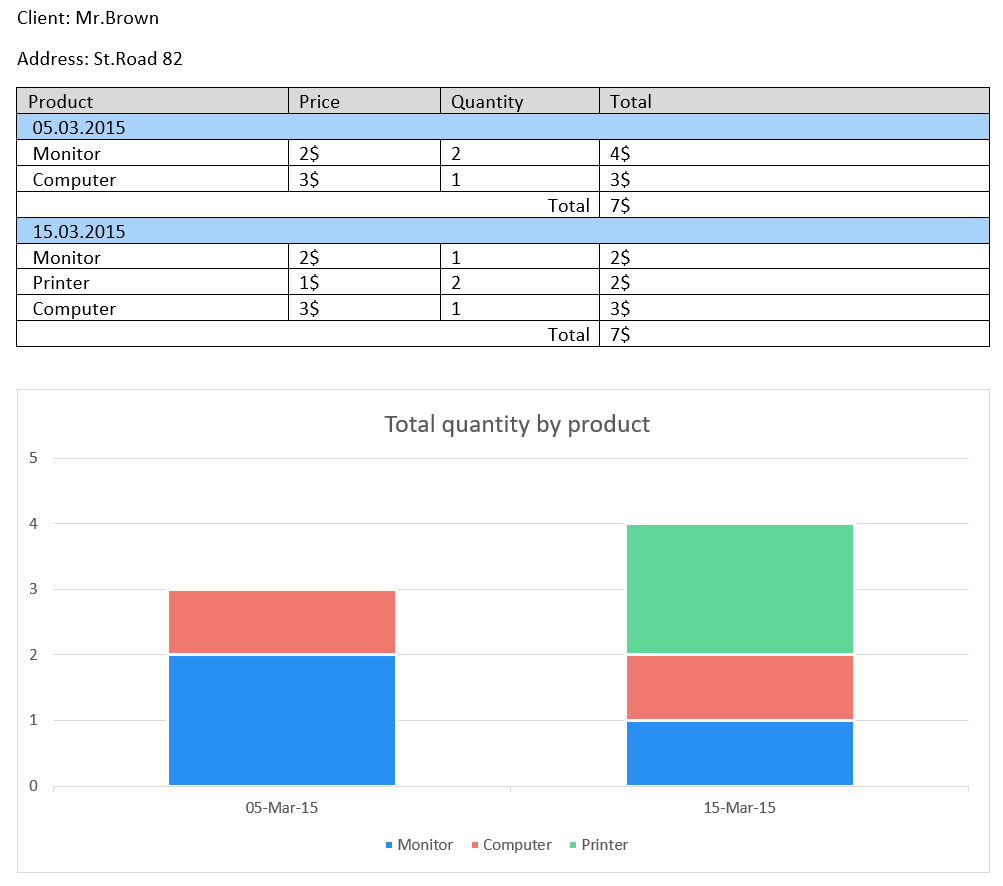 Client: Mr.Brown
Address: St.Road 82
Product Price Quantity Total
05.03.2015
Monitor 2$ 2 4$
Computer 3$ 1 3$
Total 7$
15.03.2015
Monitor 2$ 1 2$
Printer 1$ 2 2$
Computer 3$ 1 3$
Total 7$
Total quantity by product
5
4
3
2
1
0
05-Mar-15 15-Mar-15
Monitor Computer Printer